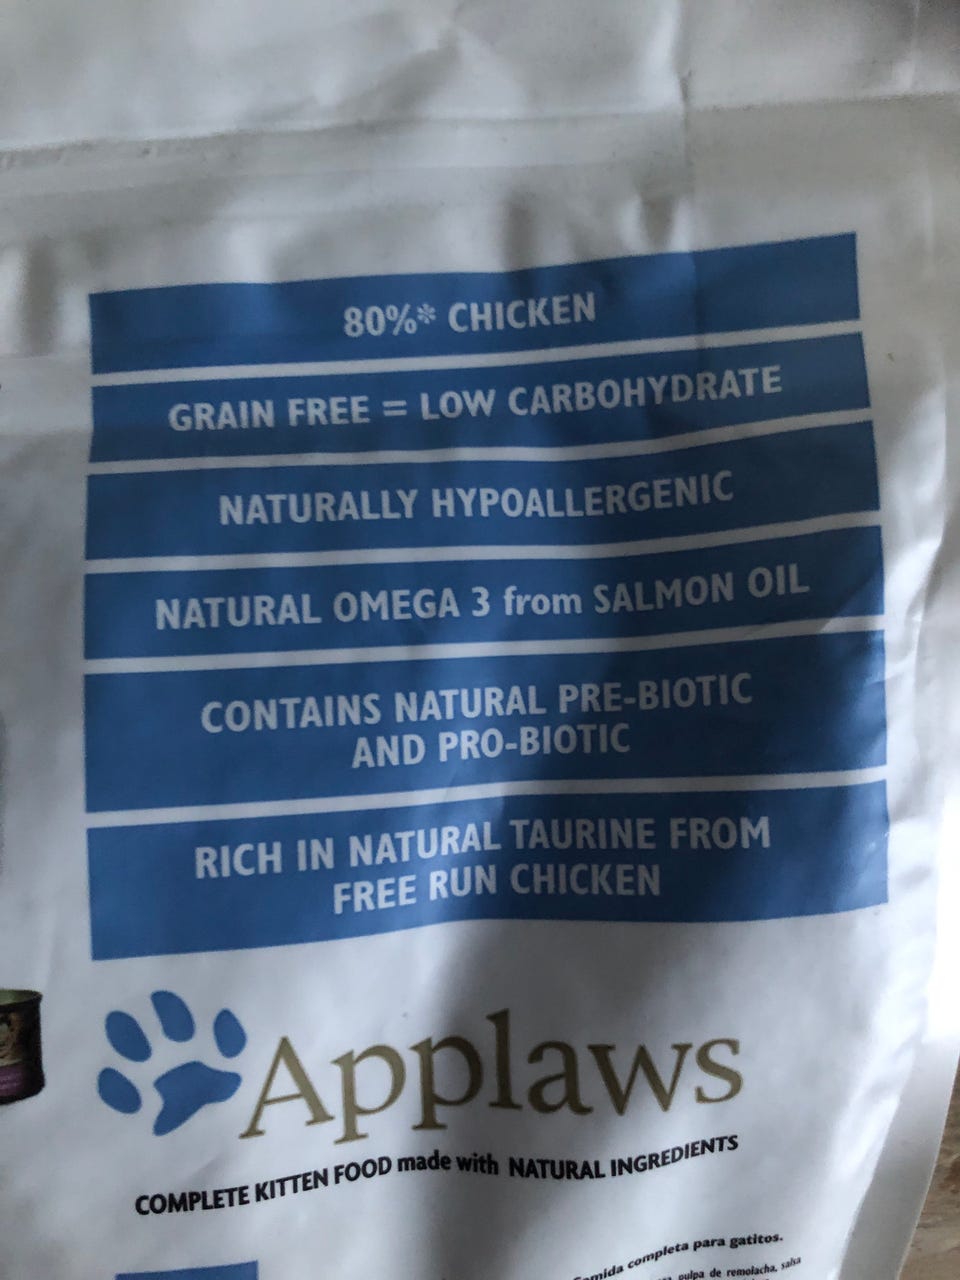 80%* CHICKEN
GRAIN FREE = LOW CARBOHYDRATE
NATURALLY HYPOALLERGENIC
NATURAL OMEGA 3 from SALMON OIL
CONTAINS NATURAL PRE-BIOTIC
AND PRO-BIOTIC
RICH IN NATURAL TAURINE FROM
FREE RUN CHICKEN
Applaws
COMPLETE KITTEN FOOD made with NATURAL INGREDIENTS
completa para gatitos.
pulpa de remolacha, salsa